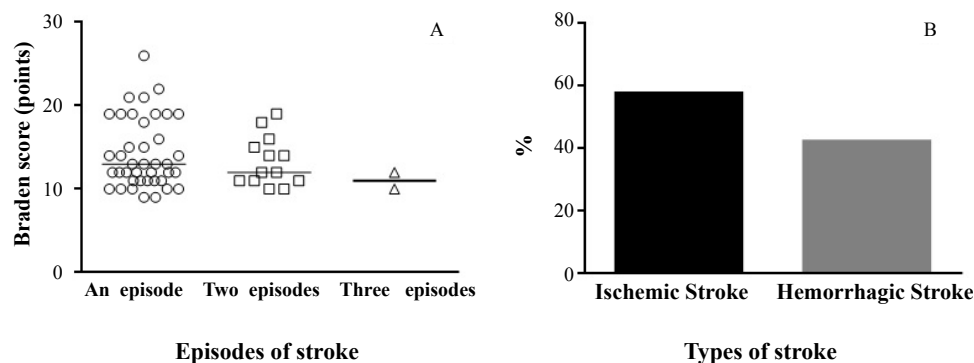 A
Braden score (points)
30
20
10
0
An episode Two episodes Three episodes
Episodes of stroke
B
%
80
60
40
20
0
Ischemic Stroke Hemorrhagic Stroke
Types of stroke